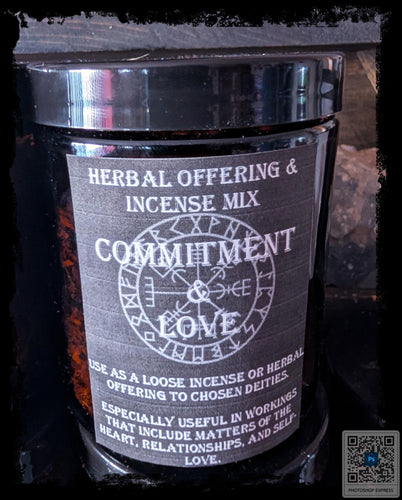 HERBAL OFFERING &
INCENSE MIX
COMMITMENT
&
LOVE
USE AS A LOOSE INCENSE OR HERBAL
OFFERING TO CHOSEN DEITIES.
ESPECIALLY USEFUL IN WORKINGS
THAT INCLUDE MATTERS OF THE
HEART, RELATIONSHIPS, AND SELF-
LOVE.
Ps
PHOTOSHOP EXPRESS